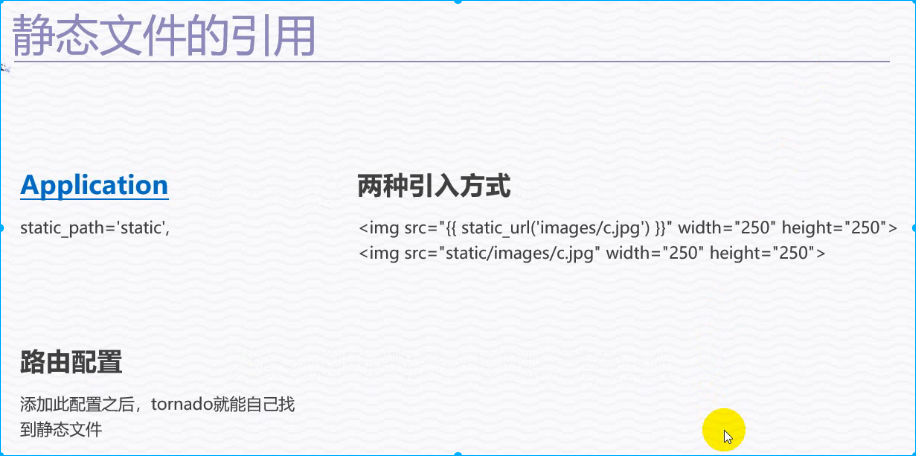 静态文件的引用
Application
static_path='static',
两种引入方式
<img src="{{ static_url('images/c.jpg') }}" width="250" height="250">
<img src="static/images/c.jpg" width="250" height="250">
路由配置
添加此配置之后，tornado就能自己找
到静态文件